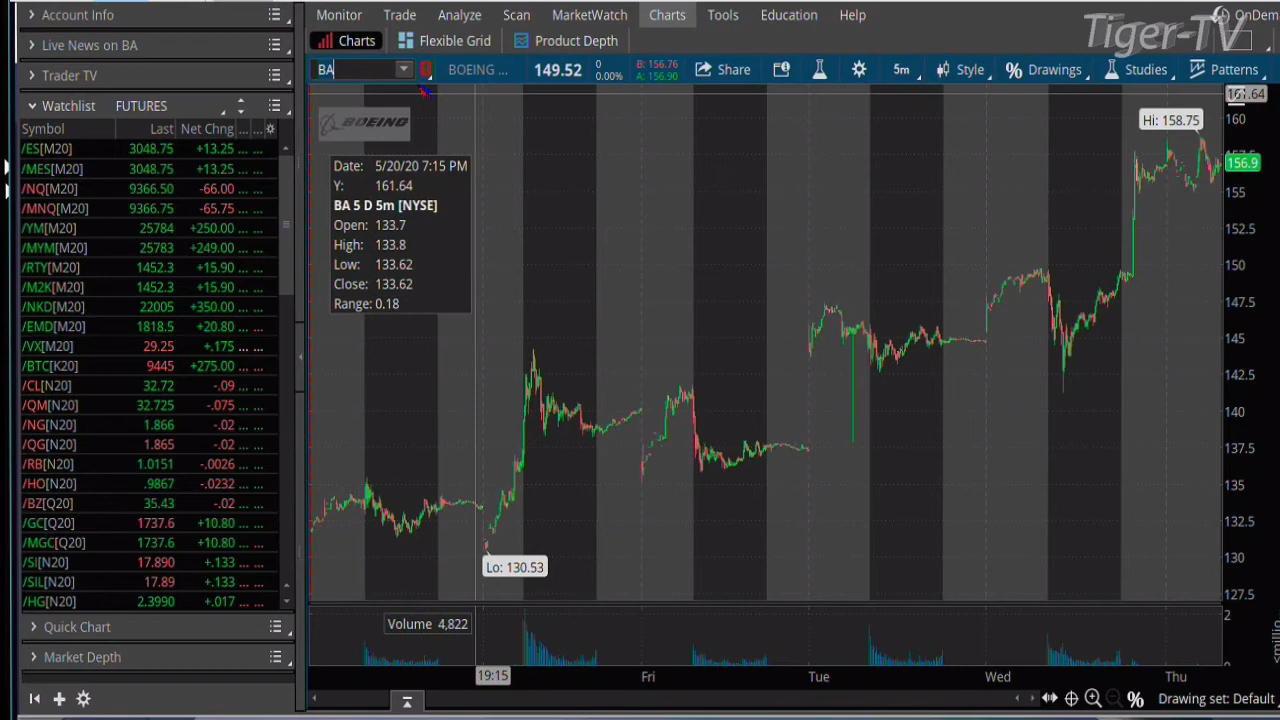 Account Info
Live News on BA
Trader TV
Watchlist FUTURES
Symbol Last Net Chng ... ...
/ES[M20] 3048.75 +13.25 ... ...
/MES[M20] 3048.75 +13.25 ... ...
/NQ[M20] 9366.50 -66.00 ... ...
/MNQ[M20] 9366.75 -65.75 ... ...
/YM[M20] 25784 +250.00 ... ...
/MYM[M20] 25783 +249.00 ... ...
/RTY[M20] 1452.3 +15.90 ... ...
/M2K[M20] 1452.3 +15.90 ... ...
/NKD[M20] 22005 +350.00 ... ...
/EMD[M20] 1818.5 +20.80 ... ...
/VX[M20] 29.25 +.175 ... ...
/BTC[K20] 9445 +275.00 ... ...
/CL[N20] 32.72 -.09 ... ...
/QM[N20] 32.725 -.075 ... ...
/NG[N20] 1.866 -.02 ... ...
/QG[N20] 1.865 -.02 ... ...
/RB[N20] 1.0151 -.0026 ... ...
/HO[N20] .9867 -.0232 ... ...
/BZ[Q20] 35.43 -.02 ... ...
/GC[Q20] 1737.6 +10.80 ... ...
/MGC[Q20] 1737.6 +10.80 ... ...
/SI[N20] 17.890 +.133 ... ...
/SIL[N20] 17.89 +.133 ... ...
/HG[N20] 2.3990 +.017 ... ...
Quick Chart
Market Depth
Monitor Trade Analyze Scan MarketWatch Charts Tools Education Help
OnDem
Tiger-TV
Charts Flexible Grid Product Depth
BA BOEING ... 149.52 0 0.00% B: 156.76 A: 156.90 Share 5m Style Drawings Studies Patterns
BOEING
Date: 5/20/20 7:15 PM
Y: 161.64
BA 5 D 5m [NYSE]
Open: 133.7
High: 133.8
Low: 133.62
Close: 133.62
Range: 0.18
Hi: 158.75
Lo: 130.53
161.64
160
156.9
155
152.5
150
147.5
145
142.5
140
137.5
135
132.5
130
127.5
Volume 4,822
2
1
0
<million
19:15 Fri Tue Wed Thu
Drawing set: Default